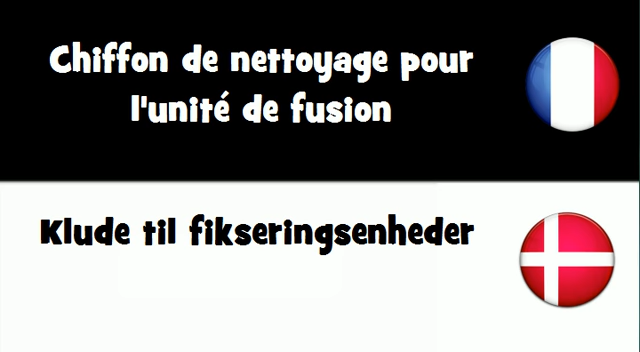 Chiffon de nettoyage pour
l'unité de fusion
Klude til fikseringsenheder